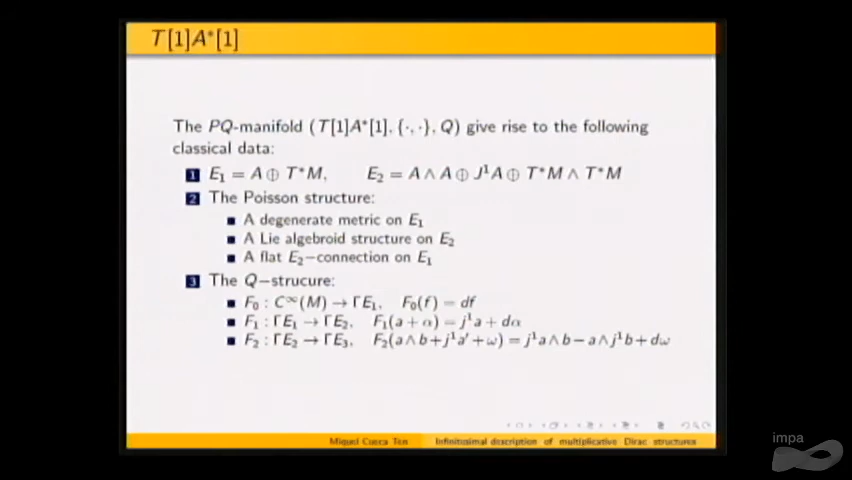 T[1]A*[1]
The PQ-manifold (T[1]A*[1], {·,·}, Q) give rise to the following
classical data:
1 E₁ = A ⊕ T*M, E₂ = A ∧ A ⊕ J¹A ⊕ T*M ∧ T*M
2 The Poisson structure:
A degenerate metric on E₁
A Lie algebroid structure on E₂
A flat E₂−connection on E₁
3 The Q−strucure:
F₀ : C^∞(M) → ΓE₁, F₀(f) = df
F₁ : ΓE₁ → ΓE₂, F₁(a + α) = j¹a + dα
F₂ : ΓE₂ → ΓE₃, F₂(a∧b+j¹a′+ω) = j¹a∧b−a∧j¹b+dω
Miquel Cueca Ten Infinitesimal description of multiplicative Dirac structures
impa